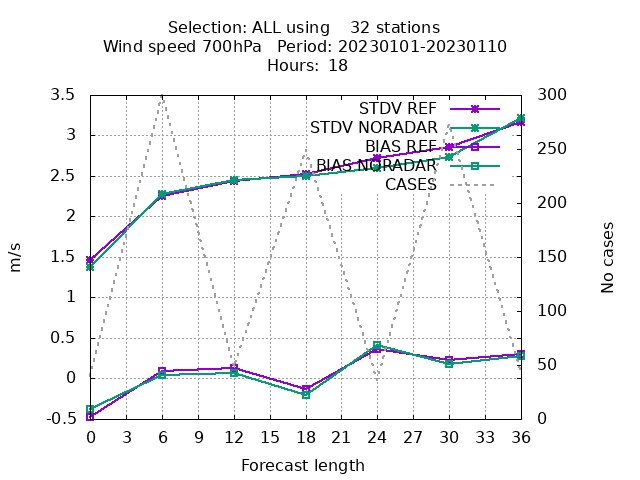 Selection: ALL using    32 stations
Wind speed 700hPa   Period: 20230101-20230110
Hours:  18
STDV REF
STDV NORADAR
BIAS REF
BIAS NORADAR
CASES
3.5
3
2.5
2
1.5
1
0.5
0
-0.5
m/s
300
250
200
150
100
50
0
No cases
0 3 6 9 12 15 18 21 24 27 30 33 36
Forecast length